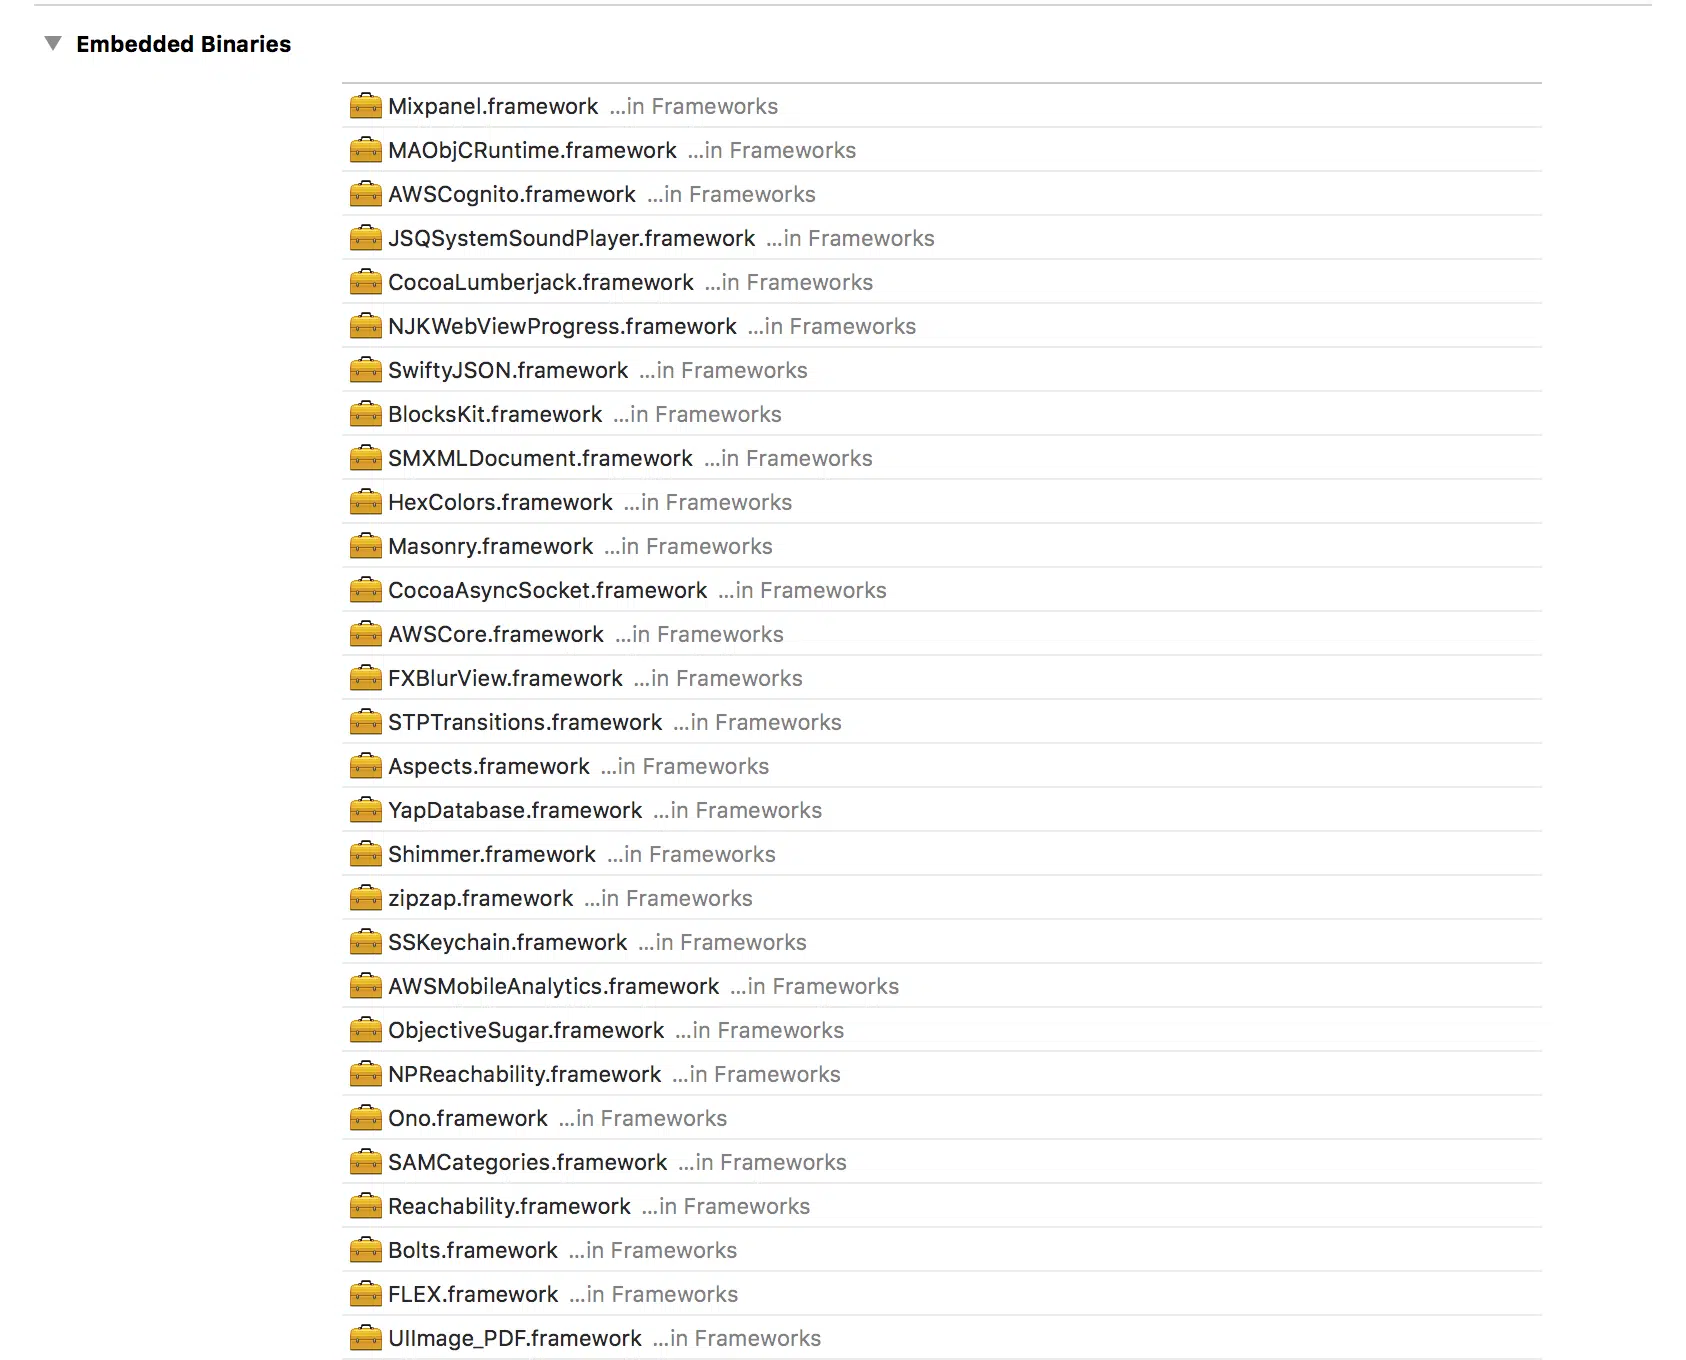 Embedded Binaries
Mixpanel.framework ...in Frameworks
MAObjCRuntime.framework ...in Frameworks
AWSCognito.framework ...in Frameworks
JSQSystemSoundPlayer.framework ...in Frameworks
CocoaLumberjack.framework ...in Frameworks
NJKWebViewProgress.framework ...in Frameworks
SwiftyJSON.framework ...in Frameworks
BlocksKit.framework ...in Frameworks
SMXMLDocument.framework ...in Frameworks
HexColors.framework ...in Frameworks
Masonry.framework ...in Frameworks
CocoaAsyncSocket.framework ...in Frameworks
AWSCore.framework ...in Frameworks
FXBlurView.framework ...in Frameworks
STPTransitions.framework ...in Frameworks
Aspects.framework ...in Frameworks
YapDatabase.framework ...in Frameworks
Shimmer.framework ...in Frameworks
zipzap.framework ...in Frameworks
SSKeychain.framework ...in Frameworks
AWSMobileAnalytics.framework ...in Frameworks
ObjectiveSugar.framework ...in Frameworks
NPReachability.framework ...in Frameworks
Ono.framework ...in Frameworks
SAMCategories.framework ...in Frameworks
Reachability.framework ...in Frameworks
Bolts.framework ...in Frameworks
FLEX.framework ...in Frameworks
UIImage_PDF.framework ...in Frameworks